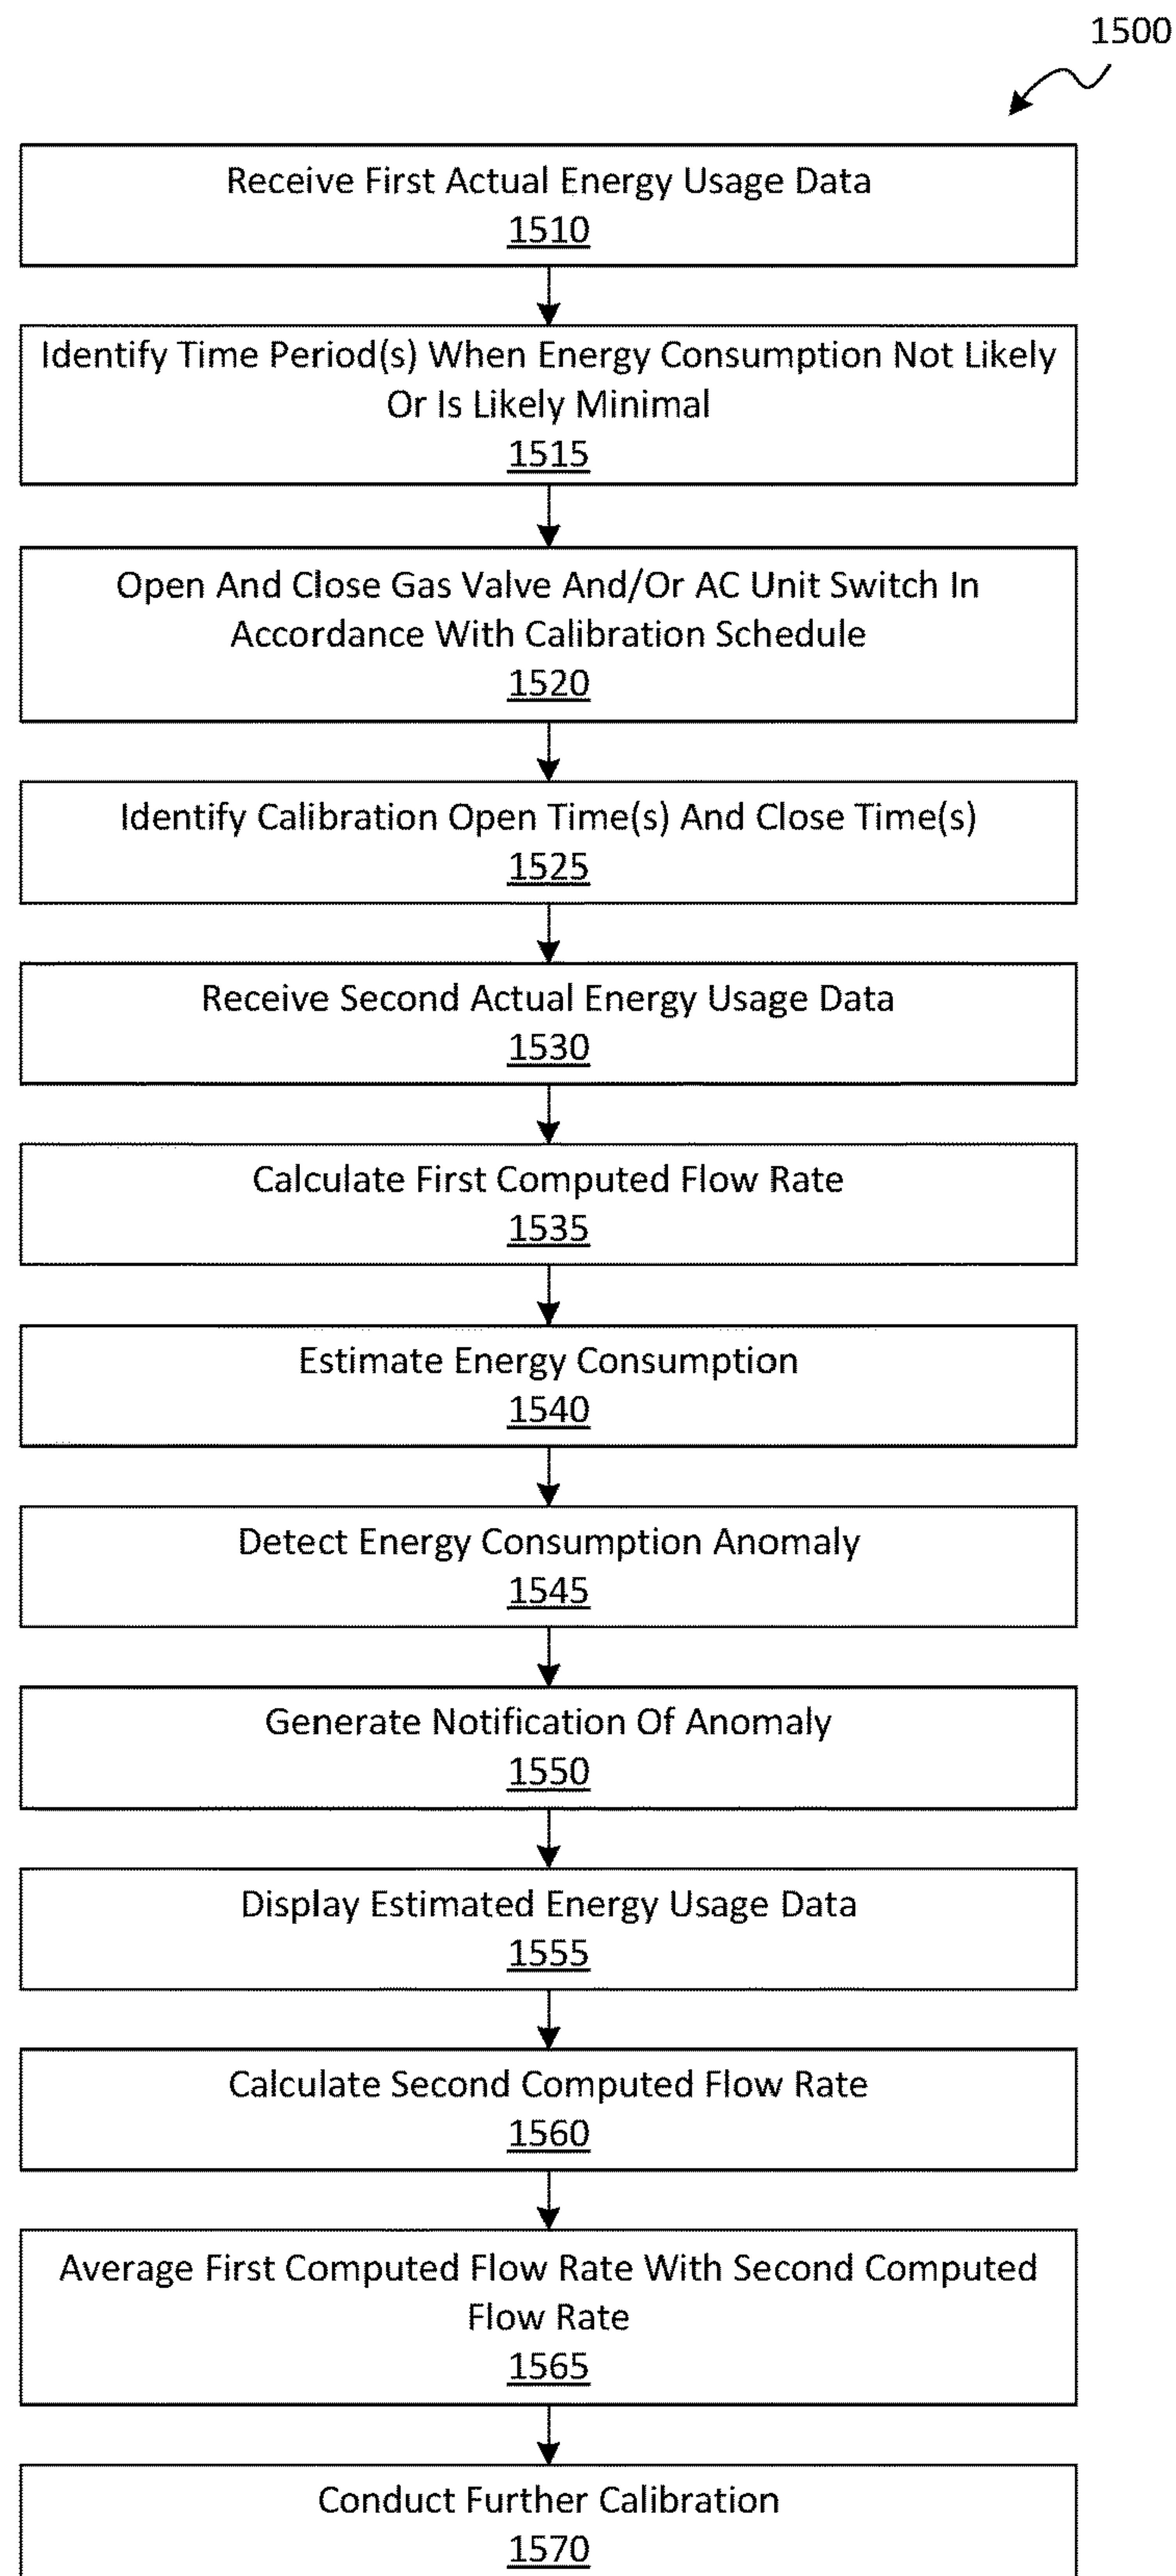 1500
Receive First Actual Energy Usage Data
1510
Identify Time Period(s) When Energy Consumption Not Likely
Or Is Likely Minimal
1515
Open And Close Gas Valve And/Or AC Unit Switch In
Accordance With Calibration Schedule
1520
Identify Calibration Open Time(s) And Close Time(s)
1525
Receive Second Actual Energy Usage Data
1530
Calculate First Computed Flow Rate
1535
Estimate Energy Consumption
1540
Detect Energy Consumption Anomaly
1545
Generate Notification Of Anomaly
1550
Display Estimated Energy Usage Data
1555
Calculate Second Computed Flow Rate
1560
Average First Computed Flow Rate With Second Computed
Flow Rate
1565
Conduct Further Calibration
1570